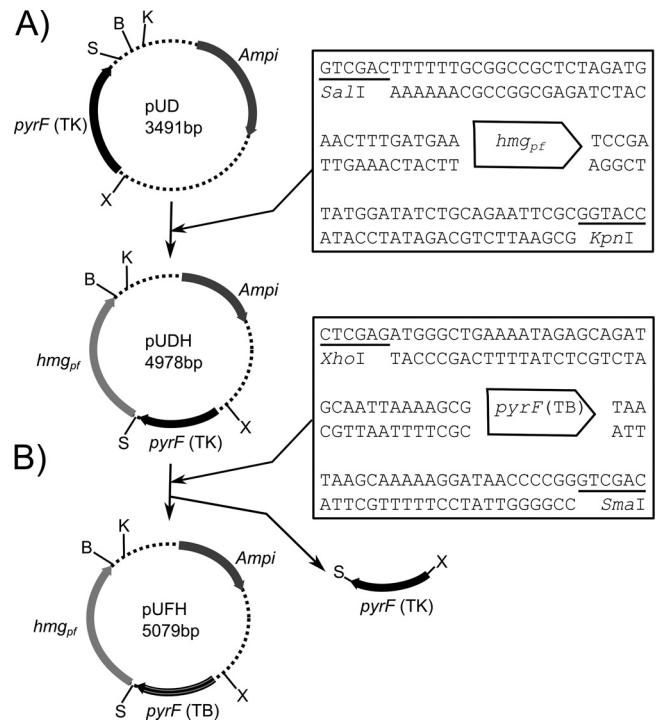 A)
S B K
Ampi
pyrF (TK)
pUD
3491bp
X
GTCGACTTTTTTGCGGCCGCTCTAGATG
SalI AAAAAACGCCGGCGAGATCTAC
AACTTTGATGAA hmgpf TCCGA
TTGAAACTACTT AGGCT
TATGGATATCTGCAGAATTCGCGGTACC
ATACCTATAGACGTCTTAAGCG KpnI
B K
Ampi
pUDH
4978bp
hmgpf
S
pyrF (TK)
X
CTCGAGATGGGCTGAAAATAGAGCAGAT
XhoI TACCCGACTTTTATCTCGTCTA
GCAATTAAAAGCG pyrF(TB) TAA
CGTTAATTTTCGC ATT
TAAGCAAAAAGGATAACCCCGGGTCGAC
ATTCGTTTTTCCTATTGGGGCC SmaI
B)
B K
Ampi
pUFH
5079bp
hmgpf
S
pyrF (TB)
X
S X
pyrF (TK)